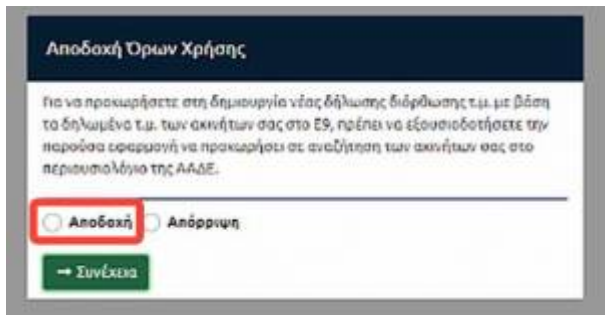 Αποδοχή Όρων Χρήσης
Για να προχωρήσετε στη δημιουργία νέας δήλωσης διόρθωσης τ.μ. με βάση
τα δηλωμένα τ.μ. των ακινήτων σας στο Ε9, πρέπει να εξουσιοδοτήσετε την
παρούσα εφαρμογή να προχωρήσει σε αναζήτηση των ακινήτων σας στο
περιουσιολόγιο της ΑΑΔΕ.
Αποδοχή Απόρριψη
→ Συνέχεια